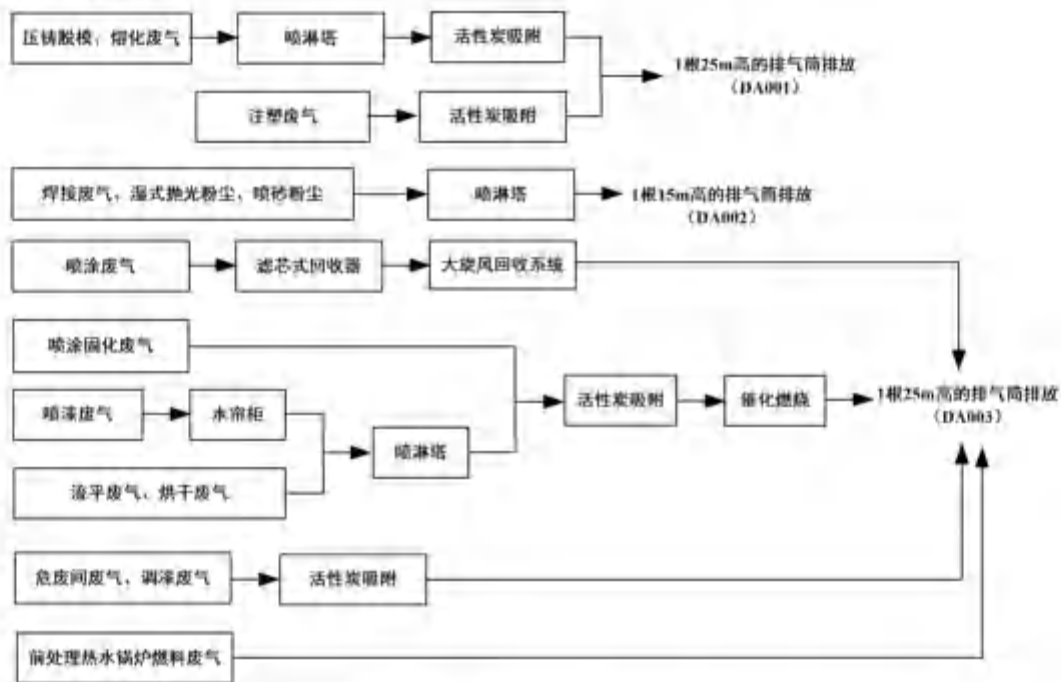 压铸脱模、熔化废气
喷淋塔
活性炭吸附
1根25m高的排气筒排放
（DA001）
注塑废气
活性炭吸附
焊接废气、湿式抛光粉尘、喷砂粉尘
喷淋塔
1根15m高的排气筒排放
（DA002）
喷涂废气
滤芯式回收器
大旋风回收系统
喷涂固化废气
喷漆废气
水帘柜
喷淋塔
活性炭吸附
催化燃烧
1根25m高的排气筒排放
（DA003）
流平废气、烘干废气
危废间废气、调漆废气
活性炭吸附
前处理热水锅炉燃料废气